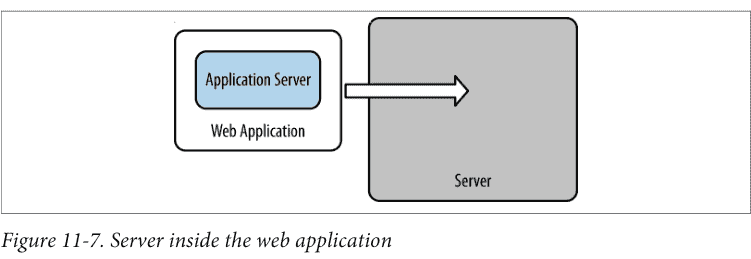 Application Server
Web Application
Server
Figure 11-7. Server inside the web application